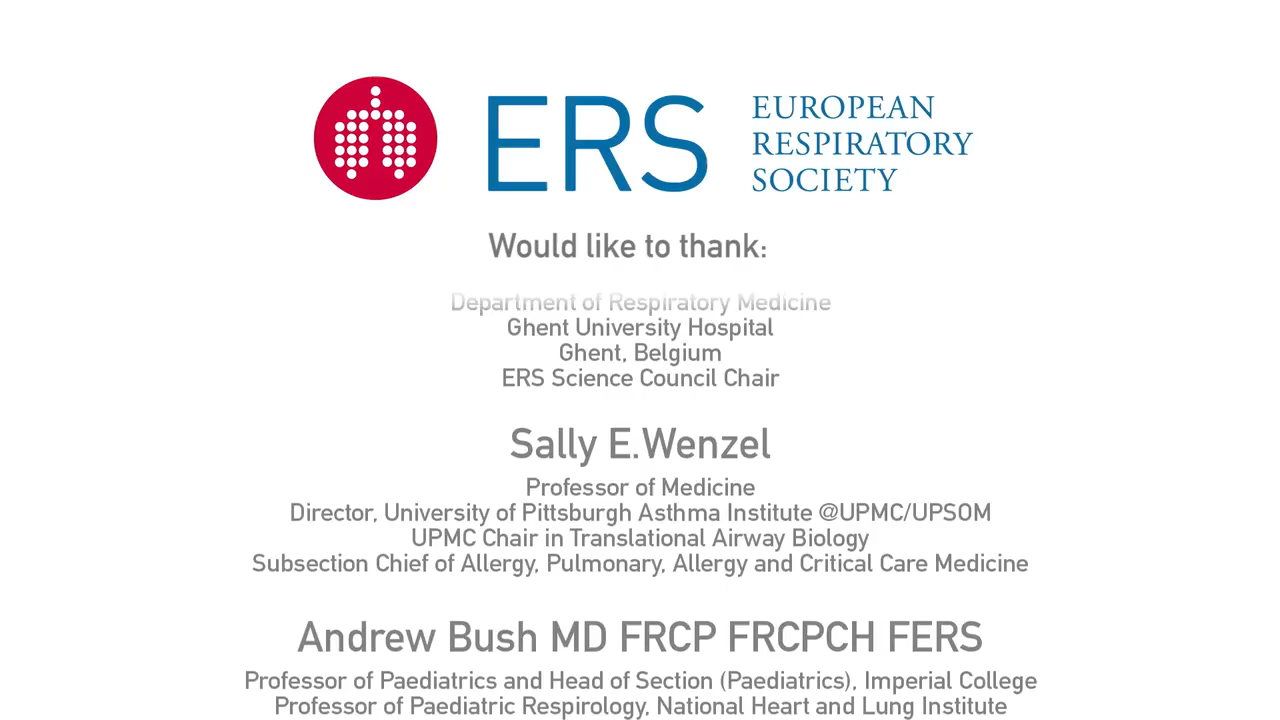 ERS
EUROPEAN
RESPIRATORY
SOCIETY
Would like to thank:
Department of Respiratory Medicine
Ghent University Hospital
Ghent, Belgium
ERS Science Council Chair
Sally E.Wenzel
Professor of Medicine
Director, University of Pittsburgh Asthma Institute @UPMC/UPSOM
UPMC Chair in Translational Airway Biology
Subsection Chief of Allergy, Pulmonary, Allergy and Critical Care Medicine
Andrew Bush MD FRCP FRCPCH FERS
Professor of Paediatrics and Head of Section (Paediatrics), Imperial College
Professor of Paediatric Respirology, National Heart and Lung Institute